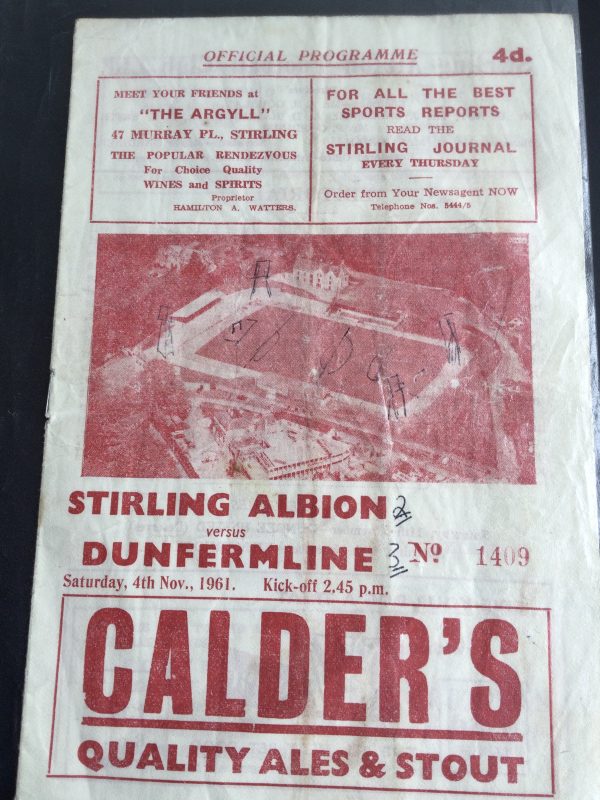 OFFICIAL PROGRAMME 4d.
MEET YOUR FRIENDS at
"THE ARGYLL"
47 MURRAY PL., STIRLING
THE POPULAR RENDEZVOUS
For Choice Quality
WINES and SPIRITS
Proprietor
HAMILTON A. WATTERS.
FOR ALL THE BEST
SPORTS REPORTS
READ THE
STIRLING JOURNAL
EVERY THURSDAY
Order from Your Newsagent NOW
Telephone Nos. 5444/5
STIRLING ALBION 2
versus
DUNFERMLINE 3 No 1409
Saturday, 4th Nov., 1961. Kick-off 2.45 p.m.
CALDER'S
QUALITY ALES & STOUT